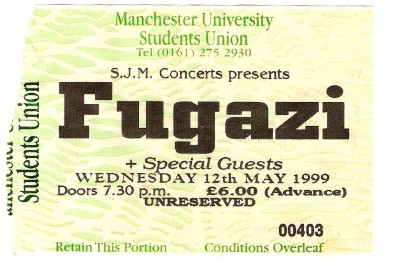 Manchester University
Students Union
Tel (0161) 275 2930
S.J.M. Concerts presents
Fugazi
+ Special Guests
WEDNESDAY 12th MAY 1999
Doors 7.30 p.m. £6.00 (Advance)
UNRESERVED
00403
Retain This Portion Conditions Overleaf
Students Union